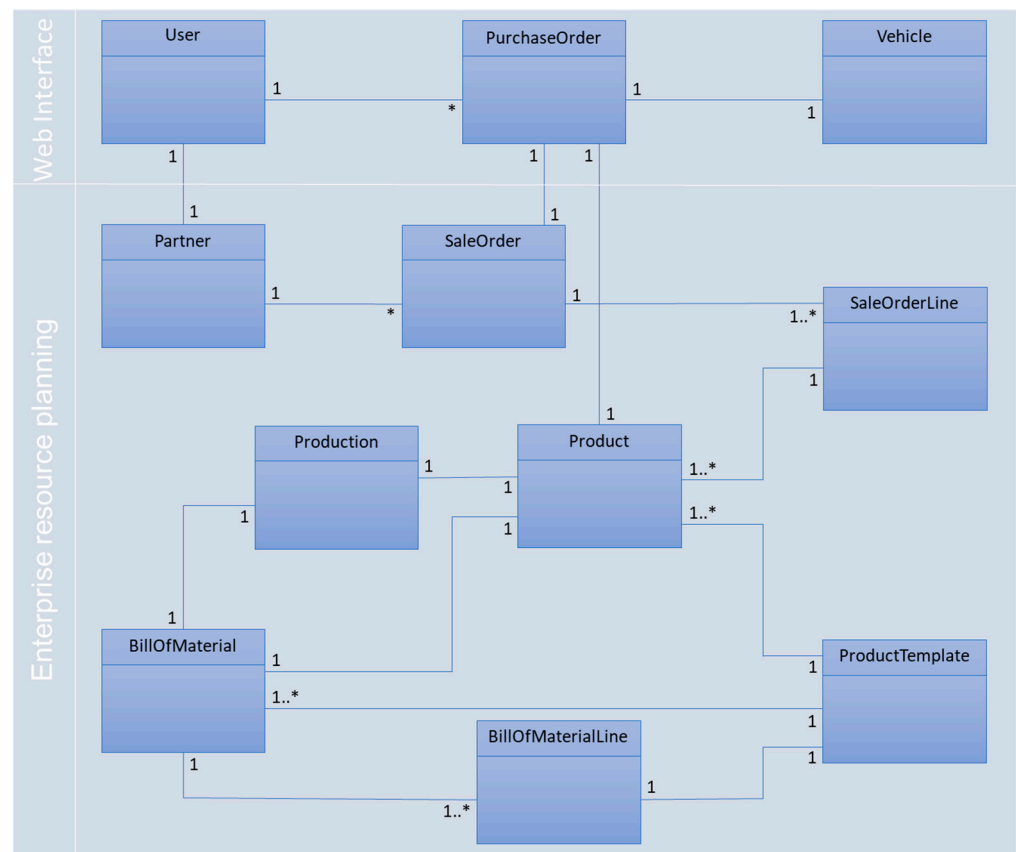 Web Interface
User
PurchaseOrder
Vehicle
1
*
1
1
1
1
1
1
1
Partner
SaleOrder
1
*
1
1..*
SaleOrderLine
1
Enterprise resource planning
1
Production
Product
1
1
1..*
1
1
1..*
1
BillOfMaterial
1
1..*
ProductTemplate
1
1
1
BillOfMaterialLine
1
1..*
1